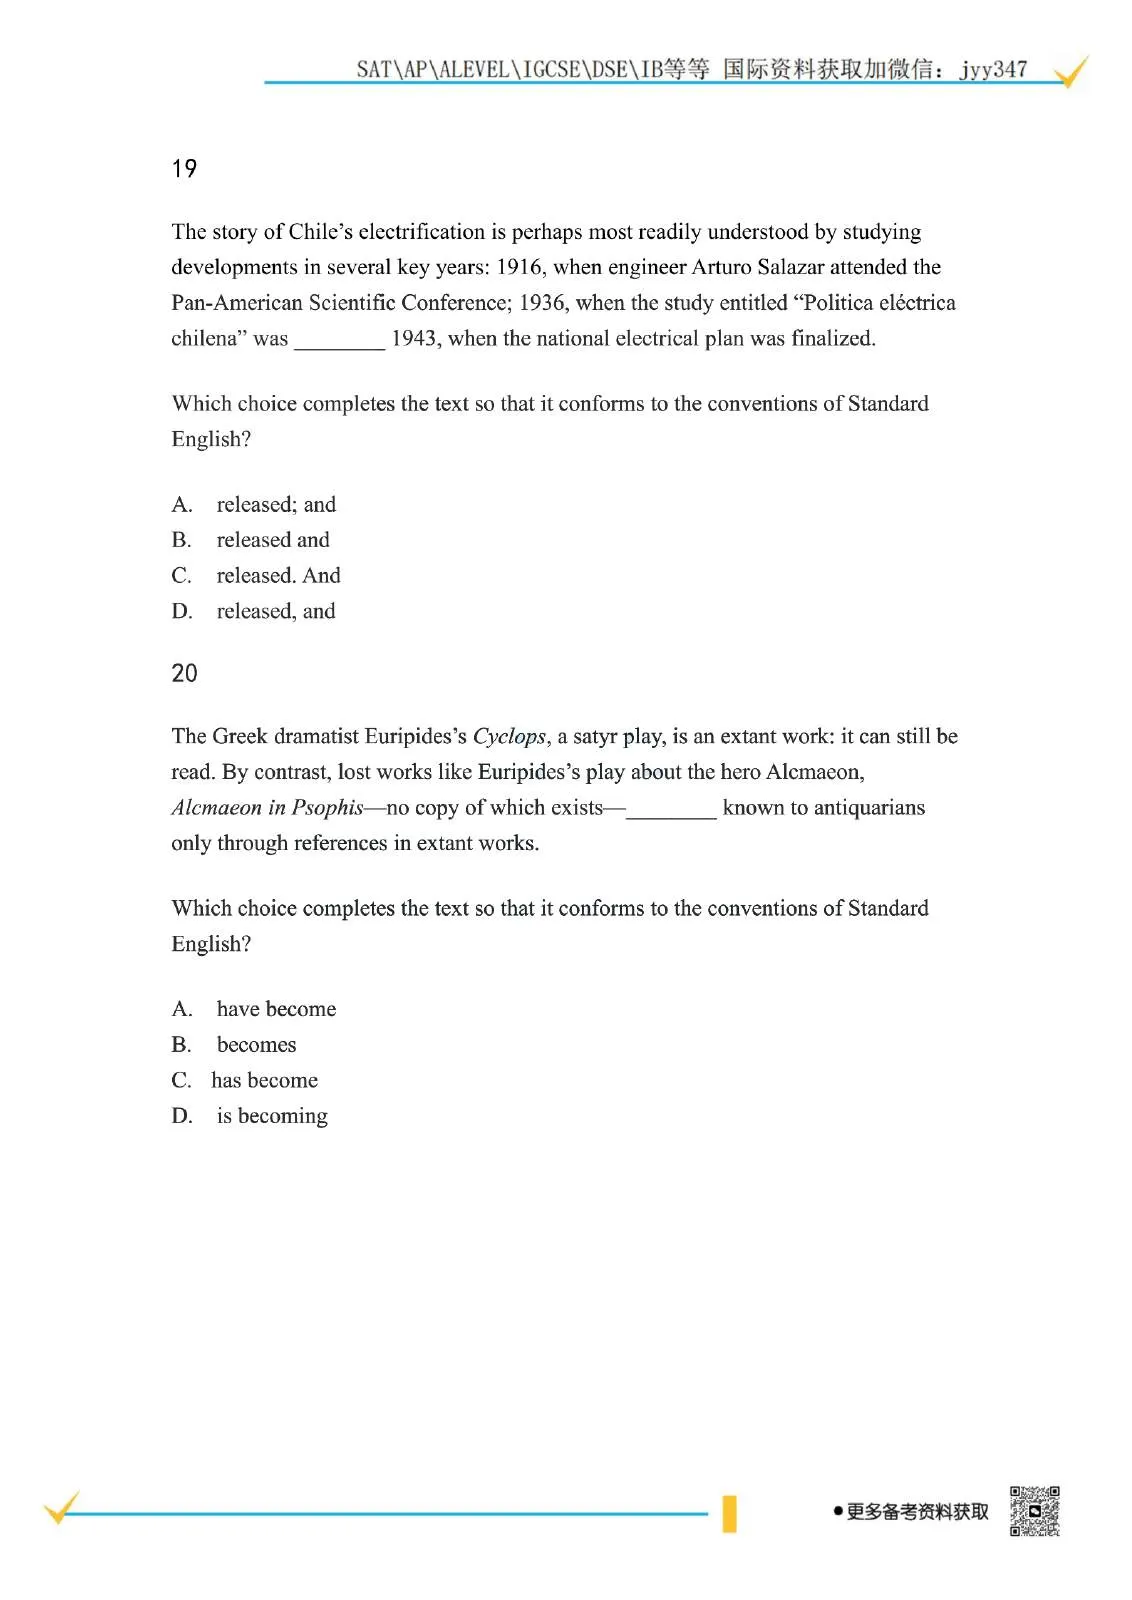 SAT\AP\ALEVEL\IGCSE\DSE\IB等等 国际资料获取加微信: jyy347
19
The story of Chile’s electrification is perhaps most readily understood by studying
developments in several key years: 1916, when engineer Arturo Salazar attended the
Pan-American Scientific Conference; 1936, when the study entitled “Politica eléctrica
chilena” was ________ 1943, when the national electrical plan was finalized.
Which choice completes the text so that it conforms to the conventions of Standard
English?
A. released; and
B. released and
C. released. And
D. released, and
20
The Greek dramatist Euripides’s Cyclops, a satyr play, is an extant work: it can still be
read. By contrast, lost works like Euripides’s play about the hero Alcmaeon,
Alcmaeon in Psophis—no copy of which exists—________ known to antiquarians
only through references in extant works.
Which choice completes the text so that it conforms to the conventions of Standard
English?
A. have become
B. becomes
C. has become
D. is becoming
●更多备考资料获取